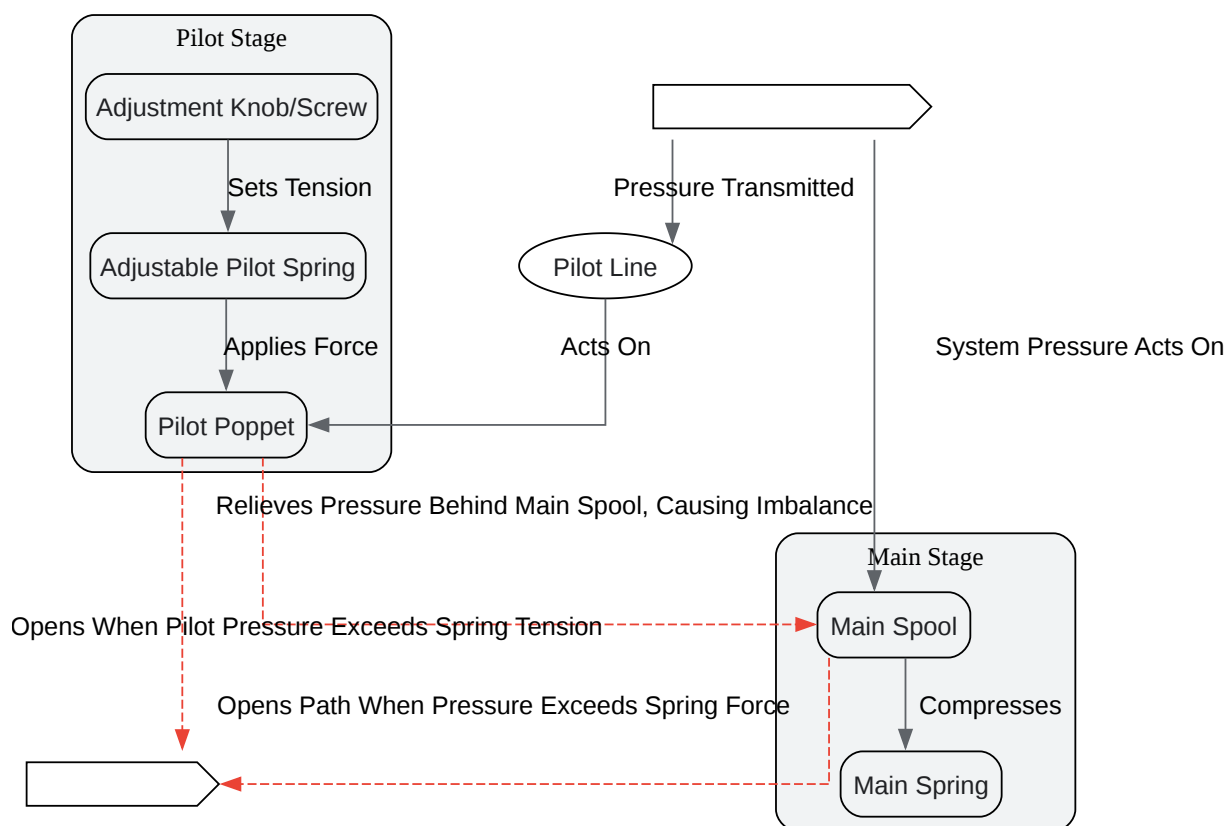 Pilot Stage
Adjustment Knob/Screw
Sets Tension
Pressure Transmitted
Adjustable Pilot Spring
Pilot Line
Applies Force
Acts On
System Pressure Acts On
Pilot Poppet
Relieves Pressure Behind Main Spool, Causing Imbalance
Main Stage
Opens When Pilot Pressure Exceeds Spring Tension
Main Spool
Opens Path When Pressure Exceeds Spring Force
Compresses
Main Spring